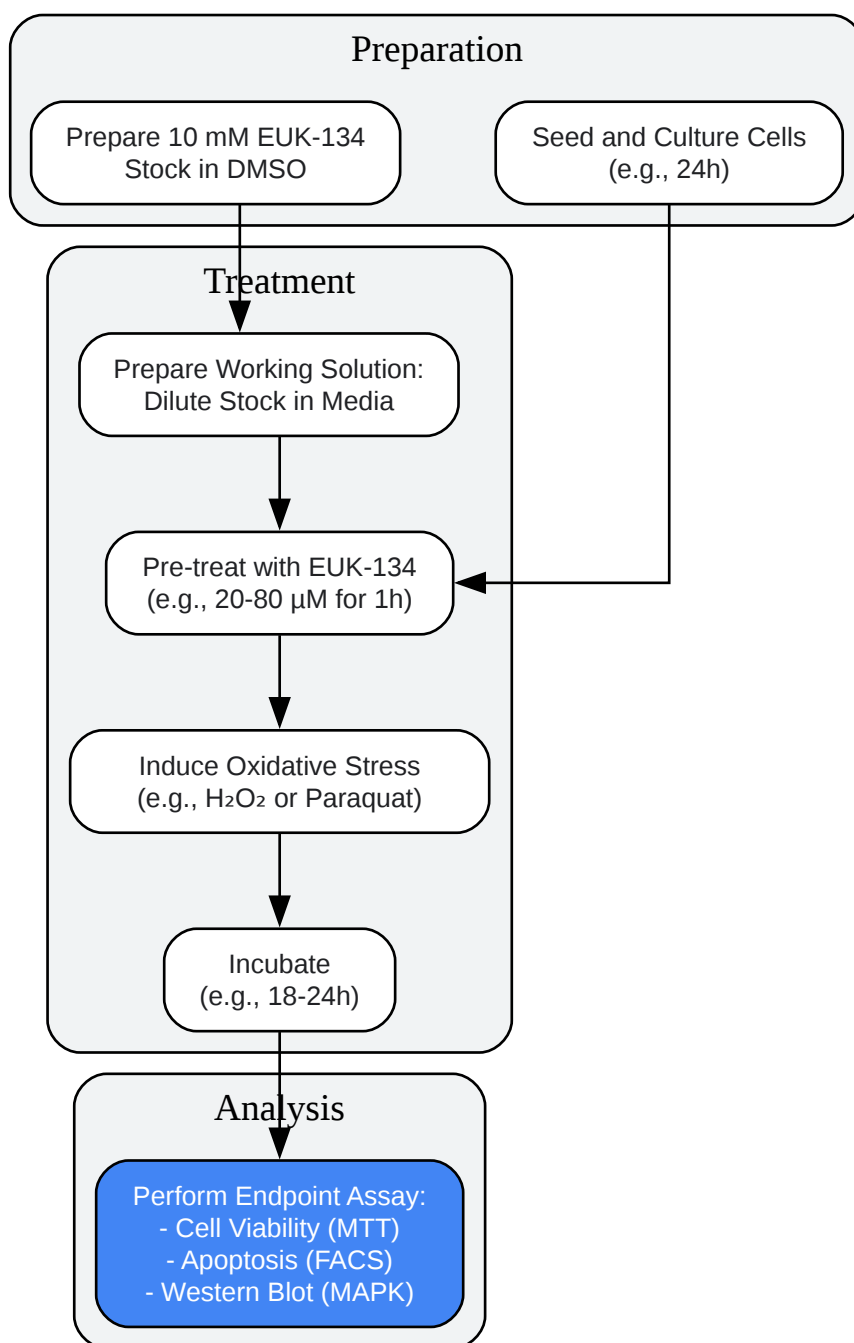 Preparation
Prepare 10 mM EUK-134
Stock in DMSO
Seed and Culture Cells
(e.g., 24h)
Treatment
Prepare Working Solution:
Dilute Stock in Media
Pre-treat with EUK-134
(e.g., 20-80 µM for 1h)
Induce Oxidative Stress
(e.g., H₂O₂ or Paraquat)
Incubate
(e.g., 18-24h)
Analysis
Perform Endpoint Assay:
- Cell Viability (MTT)
- Apoptosis (FACS)
- Western Blot (MAPK)